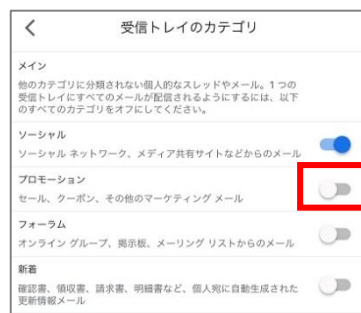 受信トレイのカテゴリ
メイン
他のカテゴリに分類されない個人的なスレッドやメール。1 つの
受信トレイにすべてのメールが配信されるようにするには、以下
のすべてのカテゴリをオフにしてください。
ソーシャル
ソーシャル ネットワーク、メディア共有サイトなどからのメール
プロモーション
セール、クーポン、その他のマーケティング メール
フォーラム
オンライン グループ、掲示板、メーリング リストからのメール
新着
確認書、領収書、請求書、明細書など、個人宛に自動生成された
更新情報メール